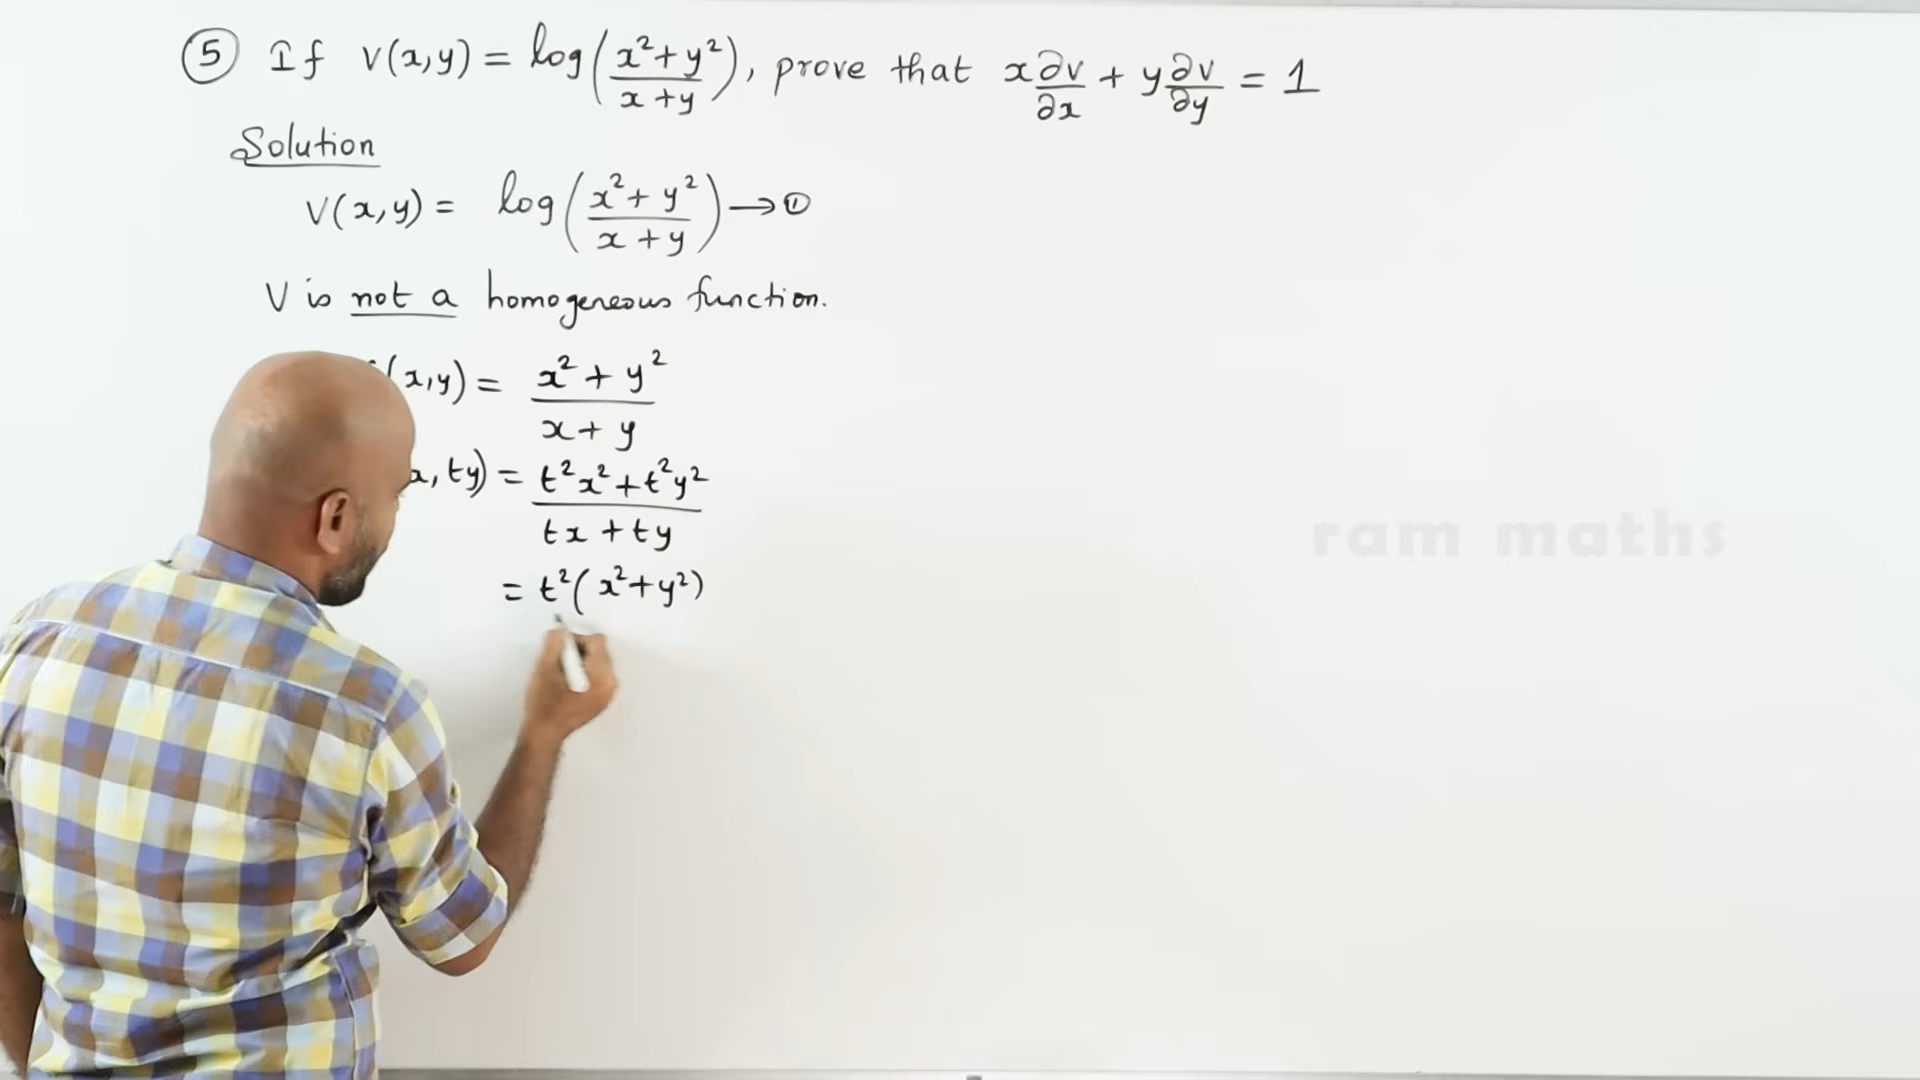 5 If V(x,y) = log((x²+y²)/(x+y)), prove that x ∂v/∂x + y ∂v/∂y = 1
Solution
V(x,y) = log((x²+y²)/(x+y)) → ①
V is not a homogeneous function.
(x,y) = (x²+y²)/(x+y)
x, ty) = (t²x²+t²y²)/(tx+ty)
= t²(x²+y²)
ram maths